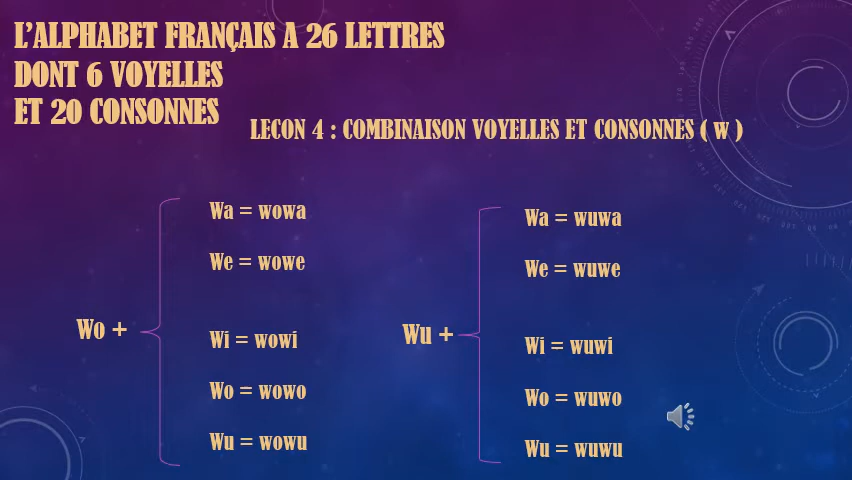 L’ALPHABET FRANÇAIS A 26 LETTRES
DONT 6 VOYELLES
ET 20 CONSONNES
LECON 4 : COMBINAISON VOYELLES ET CONSONNES ( W )
Wo +
Wa = wowa
We = wowe
Wi = wowi
Wo = wowo
Wu = wowu
Wu +
Wa = wuwa
We = wuwe
Wi = wuwi
Wo = wuwo
Wu = wuwu